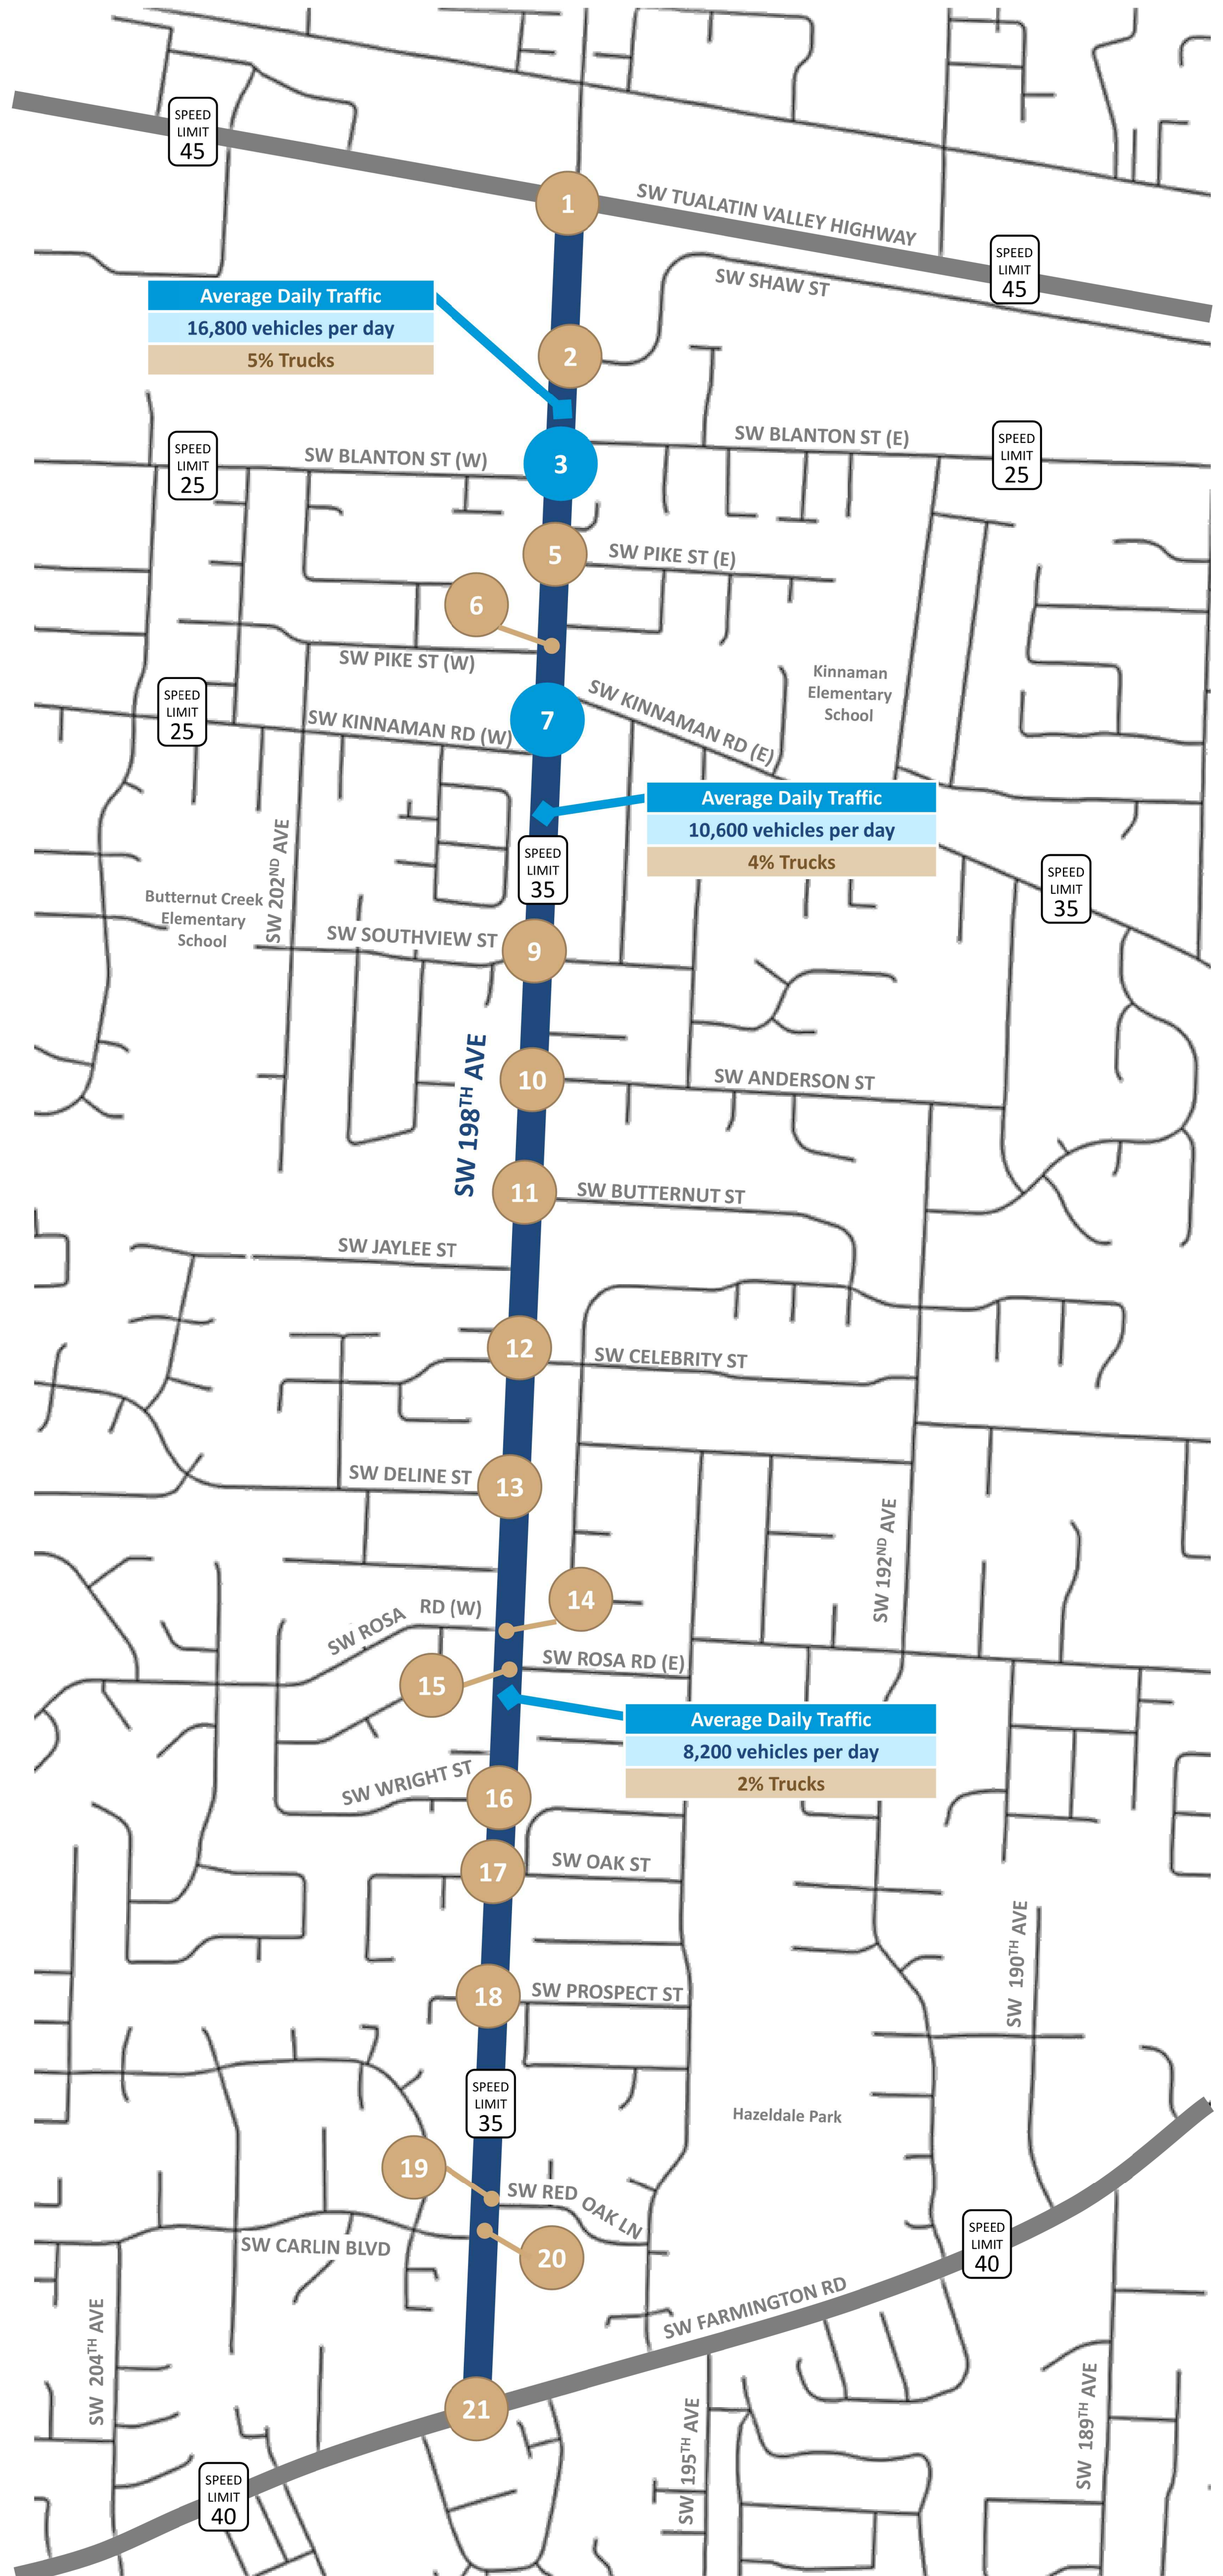 SPEED
LIMIT
45
1
SW TUALATIN VALLEY HIGHWAY
SPEED
LIMIT
45
SW SHAW ST
Average Daily Traffic
16,800 vehicles per day
5% Trucks
2
SW BLANTON ST (E)
SPEED
LIMIT
25
SW BLANTON ST (W)
SPEED
LIMIT
25
3
5
SW PIKE ST (E)
6
SW PIKE ST (W)
Kinnaman
Elementary
School
SPEED
LIMIT
25
SW KINNAMAN RD (W)
7
SW KINNAMAN RD (E)
Average Daily Traffic
10,600 vehicles per day
4% Trucks
SPEED
LIMIT
35
SPEED
LIMIT
35
SW 202ND AVE
Butternut Creek
Elementary
School
SW SOUTHVIEW ST
9
SW 198TH AVE
10
SW ANDERSON ST
11
SW BUTTERNUT ST
SW JAYLEE ST
12
SW CELEBRITY ST
SW DELINE ST
13
SW 192ND AVE
14
SW ROSA RD (W)
SW ROSA RD (E)
15
Average Daily Traffic
8,200 vehicles per day
2% Trucks
SW WRIGHT ST
16
17
SW OAK ST
SW 190TH AVE
18
SW PROSPECT ST
SPEED
LIMIT
35
Hazeldale Park
19
SW RED OAK LN
SW CARLIN BLVD
20
SPEED
LIMIT
40
SW FARMINGTON RD
SW 204TH AVE
21
SW 195TH AVE
SW 189TH AVE
SPEED
LIMIT
40